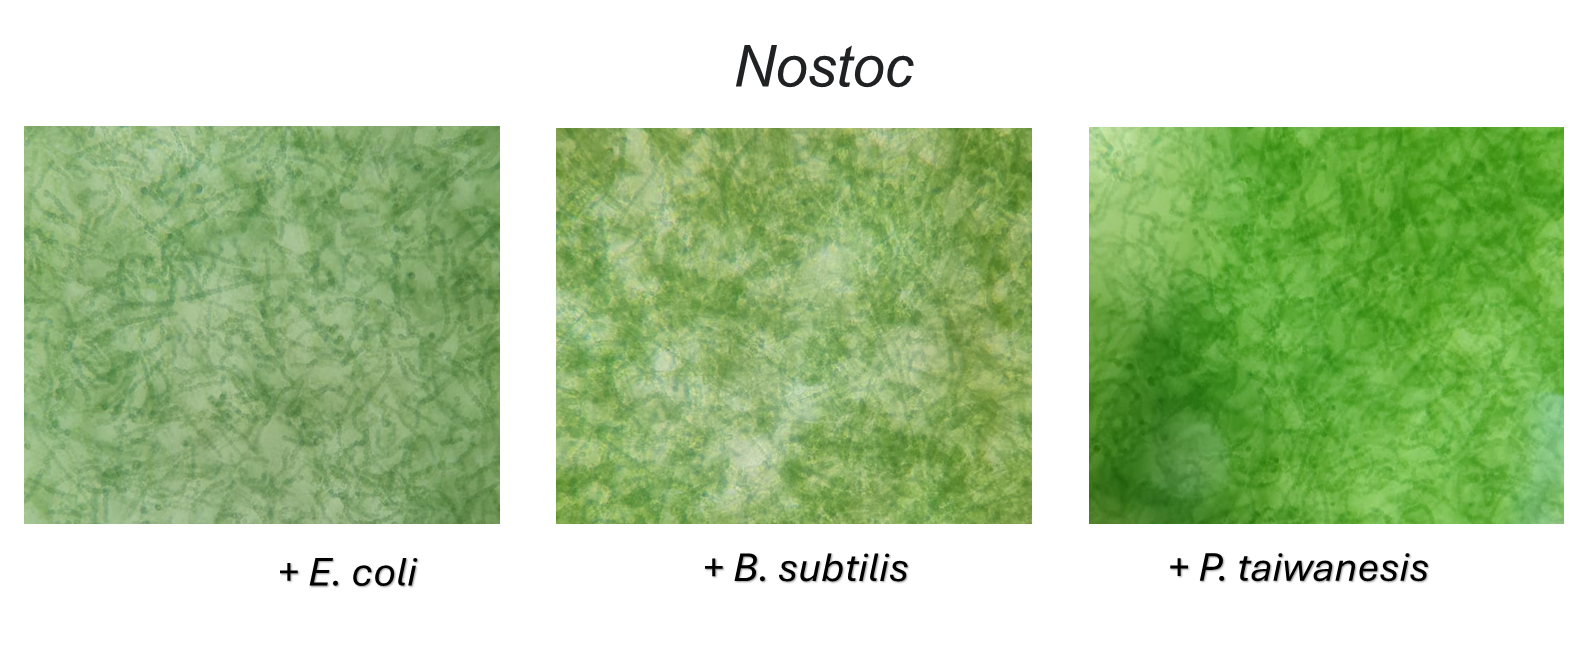 Nostoc
+ E. coli
+ B. subtilis
+ P. taiwanesis